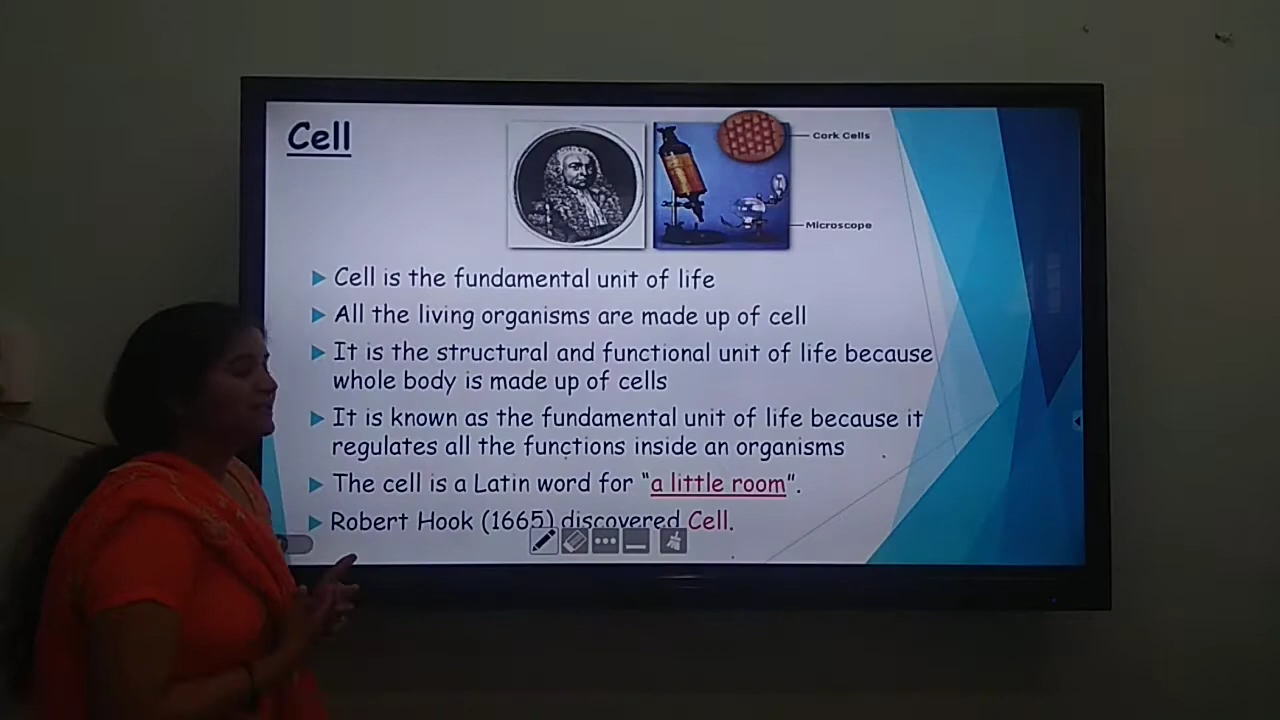 Cell
Cork Cells
Microscope
Cell is the fundamental unit of life
All the living organisms are made up of cell
It is the structural and functional unit of life because
whole body is made up of cells
It is known as the fundamental unit of life because it
regulates all the functions inside an organisms
The cell is a Latin word for “a little room”.
Robert Hook (1665) discovered Cell.